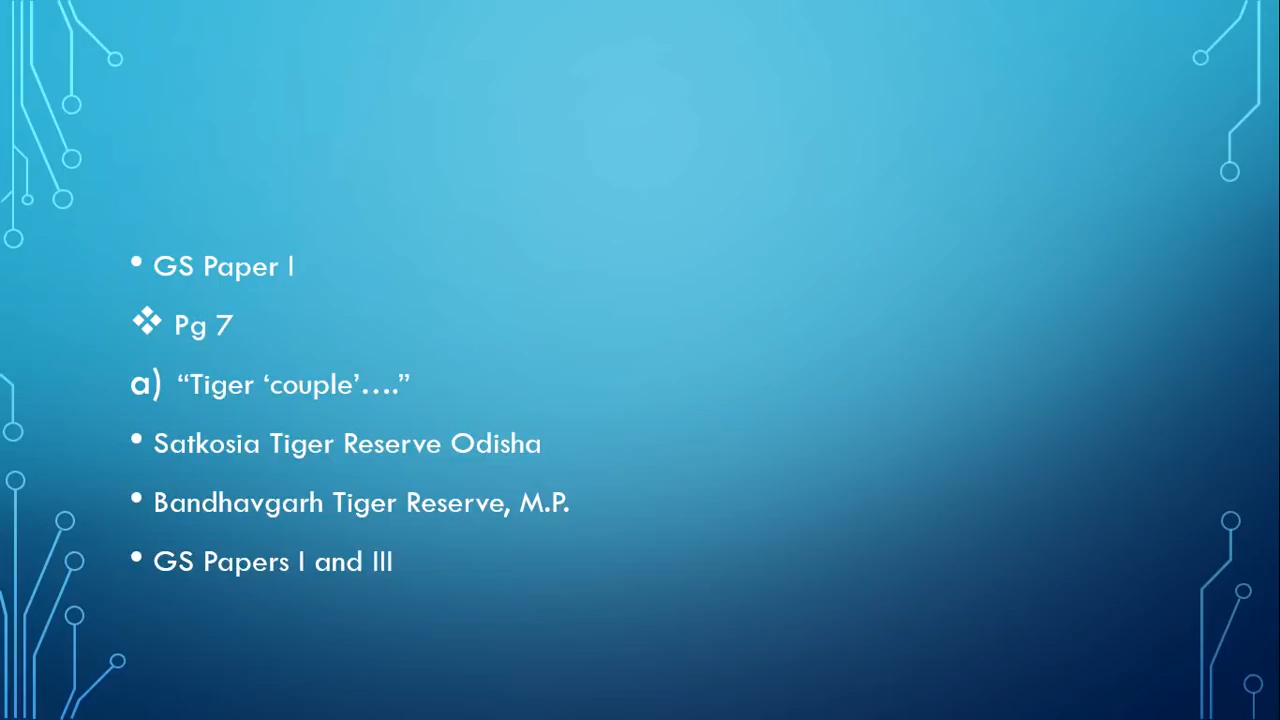 • GS Paper I
❖ Pg 7
a) “Tiger ‘couple’....”
• Satkosia Tiger Reserve Odisha
• Bandhavgarh Tiger Reserve, M.P.
• GS Papers I and III